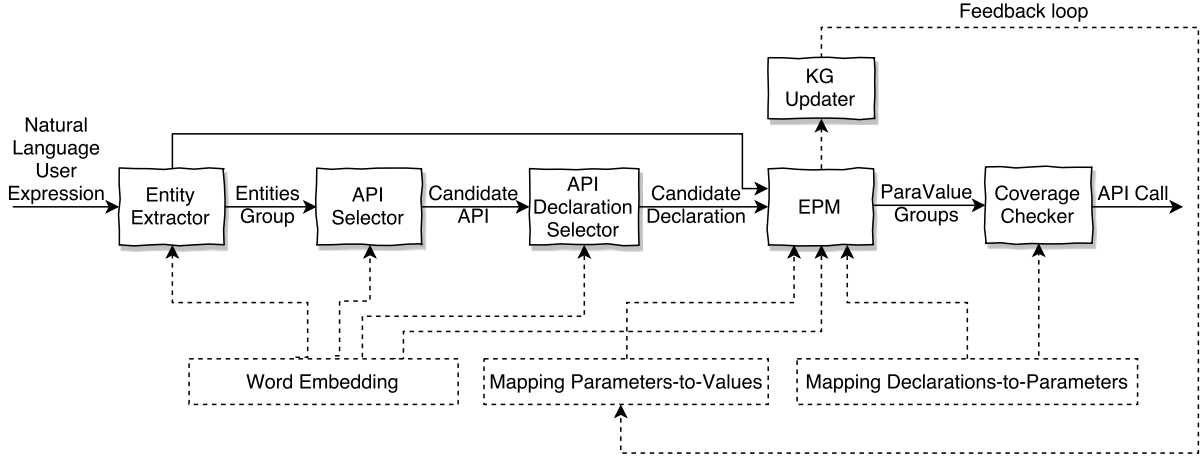 Feedback loop
KG
Updater
Natural
Language
User
Expression
Entity
Extractor
Entities
Group
API
Selector
Candidate
API
API
Declaration
Selector
Candidate
Declaration
EPM
ParaValue
Groups
Coverage
Checker
API Call
Word Embedding
Mapping Parameters-to-Values
Mapping Declarations-to-Parameters